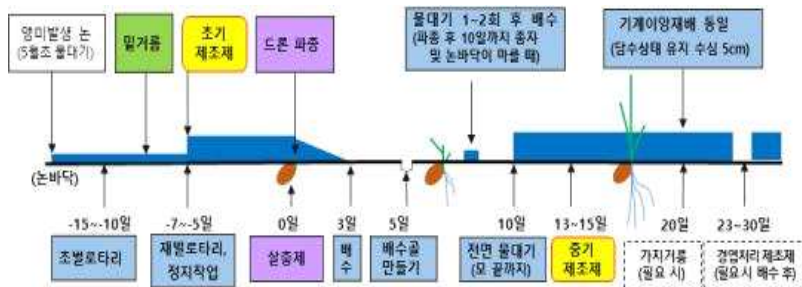 앵미발생 논
(5월초 물대기)
밑거름
초기
제초제
드론 파종
물대기 1~2회 후 배수
(파종 후 10일까지 종자
및 논바닥이 마를 때)
기계이앙재배 동일
(담수상태 유지 수심 5cm)
(논바닥)
-15~-10일
-7~-5일
0일
3일
5일
10일
13~15일
20일
23~30일
초벌로타리
재벌로타리,
정지작업
살충제
배
수
배수골
만들기
전면 물대기
(모 끝까지)
중기
제초제
가지거름
(필요 시)
경엽처리 제초제
(필요시 배수 후)